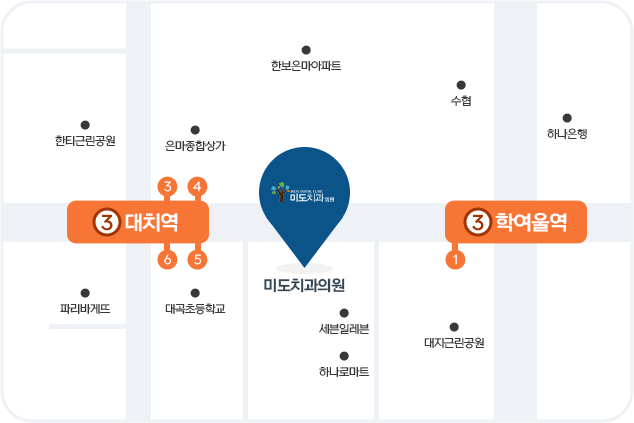 한보은마아파트
수협
하나은행
한티근린공원
은마종합상가
3 4
MIDO DENTAL CLINIC
미도치과의원
3 대치역
3 학여울역
6 5
1
미도치과의원
파리바게뜨
대곡초등학교
세븐일레븐
대지근린공원
하나로마트